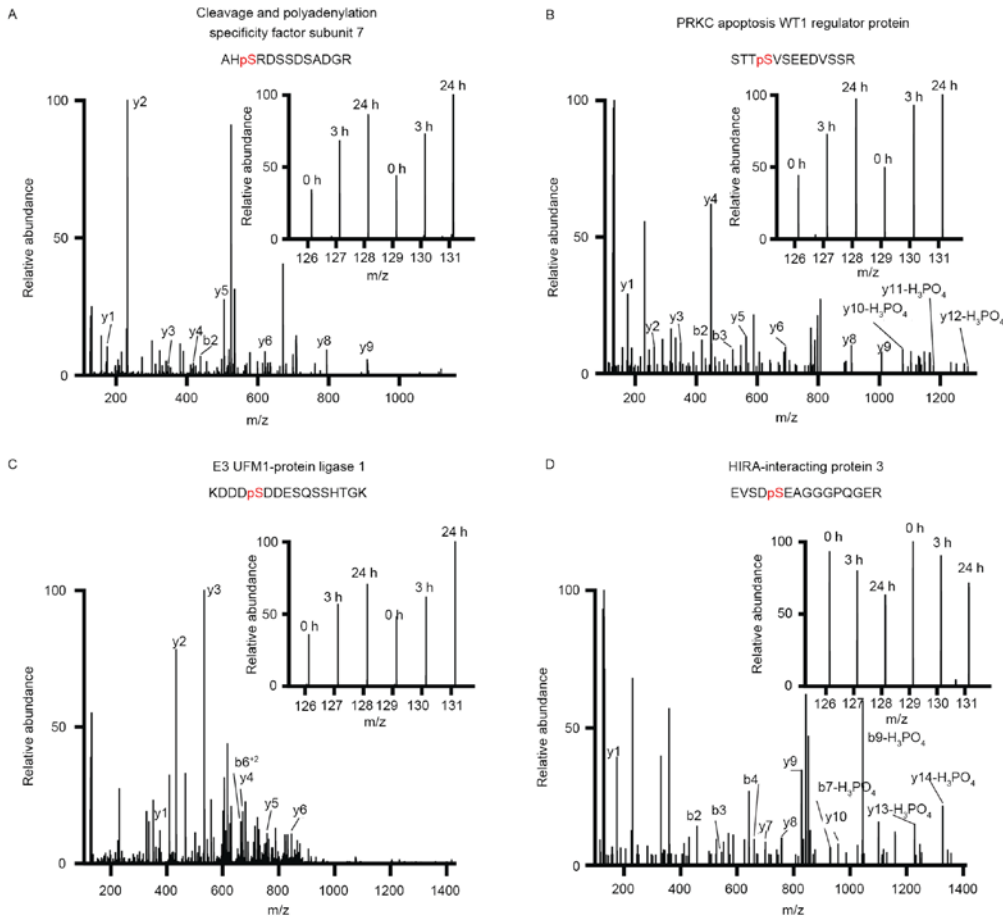 A
Cleavage and polyadenylation
specificity factor subunit 7
AHpSRDSSDSADGR
100
50
0
Relative abundance
200 400 600 800 1000
m/z
y2
y1
y3
y4
b2
y5
y6
y8
y9
100
50
0
Relative abundance
0 h
3 h
24 h
0 h
3 h
24 h
126 127 128 129 130 131
m/z
B
PRKC apoptosis WT1 regulator protein
STTpSVSEEDVSSR
100
50
0
Relative abundance
200 400 600 800 1000 1200
m/z
y1
y2
y3
y4
b2
b3
y5
y6
y8
y9
y10-H₃PO₄
y11-H₃PO₄
y12-H₃PO₄
100
50
0
Relative abundance
0 h
3 h
24 h
0 h
3 h
24 h
126 127 128 129 130 131
m/z
C
E3 UFM1-protein ligase 1
KDDDpSDDESQSSHTGK
100
50
0
Relative abundance
200 400 600 800 1000 1200 1400
m/z
y1
y2
y3
b6⁺²
y4
y5
y6
100
50
0
Relative abundance
0 h
3 h
24 h
0 h
3 h
24 h
126 127 128 129 130 131
m/z
D
HIRA-interacting protein 3
EVSDpSEAGGGPQGER
100
50
0
Relative abundance
200 400 600 800 1000 1200 1400
m/z
y1
b2
b3
b4
y7
y8
y9
b7-H₃PO₄
y10
b9-H₃PO₄
y13-H₃PO₄
y14-H₃PO₄
100
50
0
Relative abundance
0 h
3 h
24 h
0 h
3 h
24 h
126 127 128 129 130 131
m/z